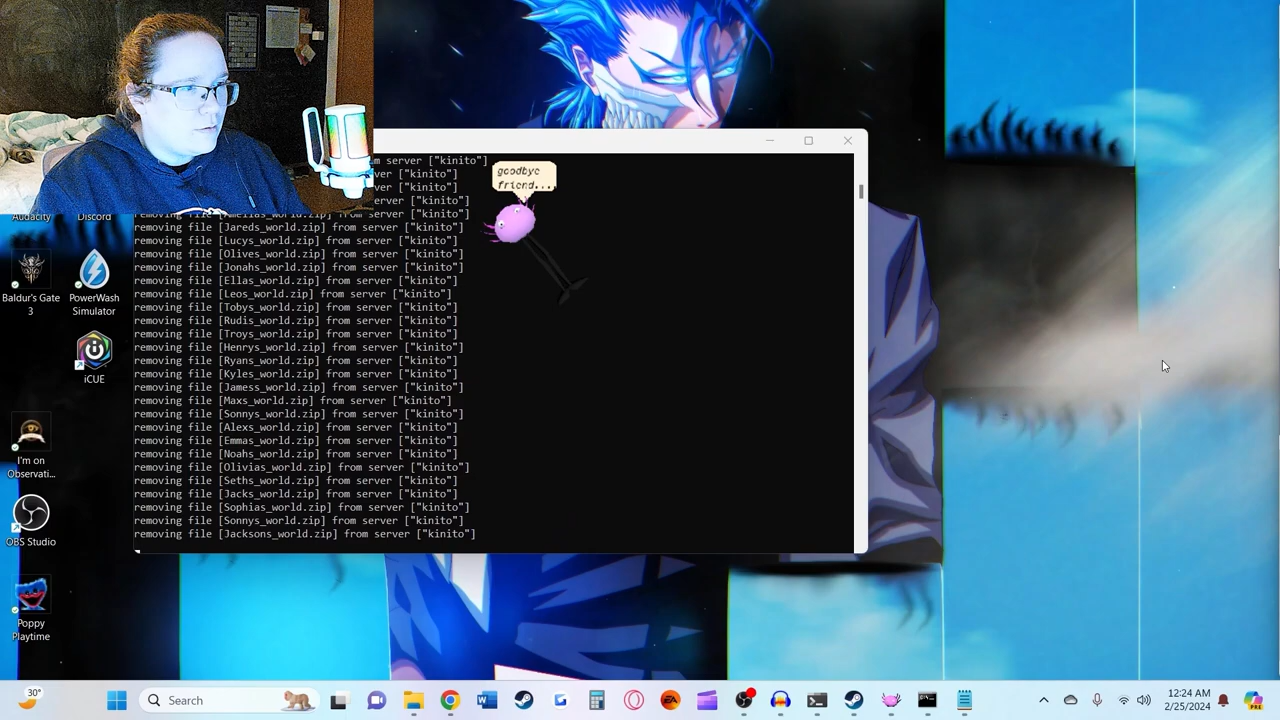 m server ["kinito"]
ver ["kinito"]
ver ["kinito"]
server ["kinito"]
removing file [Amelias_world.zip] from server ["kinito"]
removing file [Jareds_world.zip] from server ["kinito"]
removing file [Lucys_world.zip] from server ["kinito"]
removing file [Olives_world.zip] from server ["kinito"]
removing file [Jonahs_world.zip] from server ["kinito"]
removing file [Ellas_world.zip] from server ["kinito"]
removing file [Leos_world.zip] from server ["kinito"]
removing file [Tobys_world.zip] from server ["kinito"]
removing file [Rudis_world.zip] from server ["kinito"]
removing file [Troys_world.zip] from server ["kinito"]
removing file [Henrys_world.zip] from server ["kinito"]
removing file [Ryans_world.zip] from server ["kinito"]
removing file [Kyles_world.zip] from server ["kinito"]
removing file [Jamess_world.zip] from server ["kinito"]
removing file [Maxs_world.zip] from server ["kinito"]
removing file [Sonnys_world.zip] from server ["kinito"]
removing file [Alexs_world.zip] from server ["kinito"]
removing file [Emmas_world.zip] from server ["kinito"]
removing file [Noahs_world.zip] from server ["kinito"]
removing file [Olivias_world.zip] from server ["kinito"]
removing file [Seths_world.zip] from server ["kinito"]
removing file [Jacks_world.zip] from server ["kinito"]
removing file [Sophias_world.zip] from server ["kinito"]
removing file [Sonnys_world.zip] from server ["kinito"]
removing file [Jacksons_world.zip] from server ["kinito"]
goodbye
friend....
Audacity
Discord
Baldur's Gate
3
PowerWash
Simulator
iCUE
I'm on
Observati...
OBS Studio
Poppy
Playtime
30°
Search
12:24 AM
2/25/2024
PRE